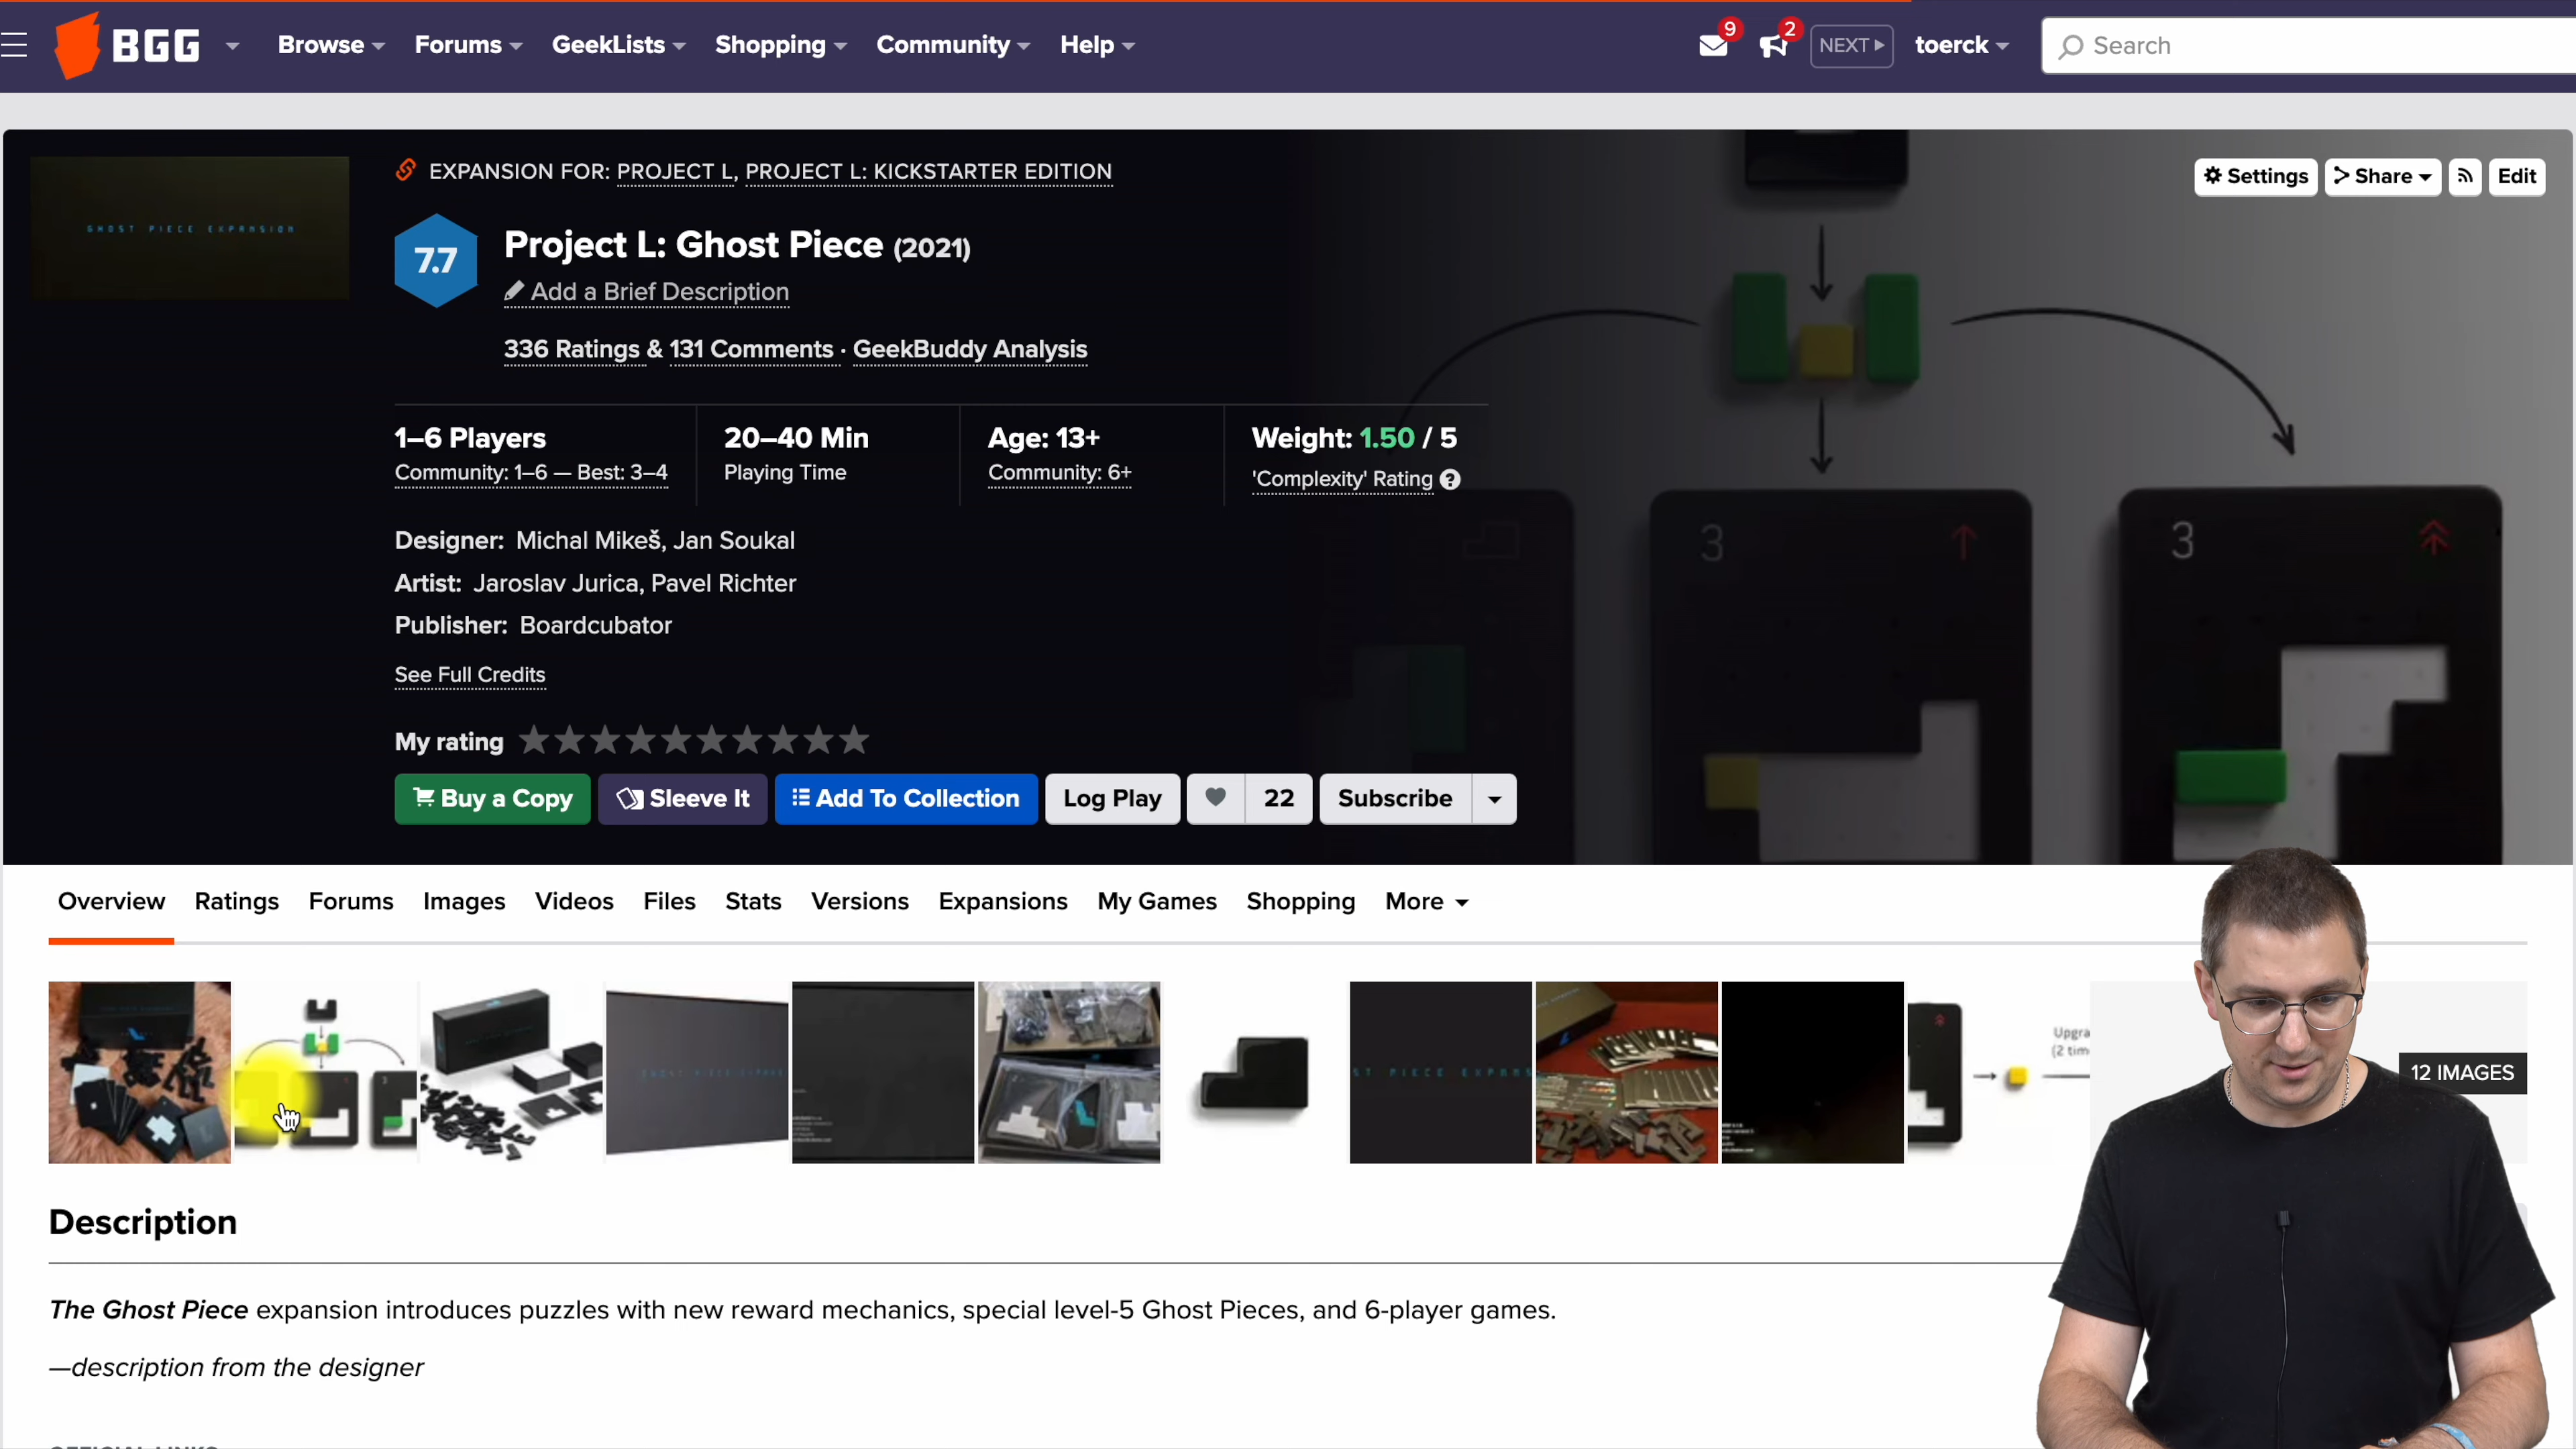 BGG Browse Forums GeekLists Shopping Community Help 9 2 NEXT toerck Search
EXPANSION FOR: PROJECT L, PROJECT L: KICKSTARTER EDITION
Settings Share Edit
GHOST PIECE EXPANSION
7.7
Project L: Ghost Piece (2021)
Add a Brief Description
336 Ratings & 131 Comments · GeekBuddy Analysis
1–6 Players 20–40 Min Age: 13+ Weight: 1.50 / 5
Community: 1–6 — Best: 3–4 Playing Time Community: 6+ 'Complexity' Rating ?
3 3
Designer: Michal Mikeš, Jan Soukal
Artist: Jaroslav Jurica, Pavel Richter
Publisher: Boardcubator
See Full Credits
My rating
Buy a Copy Sleeve It Add To Collection Log Play 22 Subscribe
Overview Ratings Forums Images Videos Files Stats Versions Expansions My Games Shopping More
12 IMAGES
Description
The Ghost Piece expansion introduces puzzles with new reward mechanics, special level-5 Ghost Pieces, and 6-player games.
—description from the designer